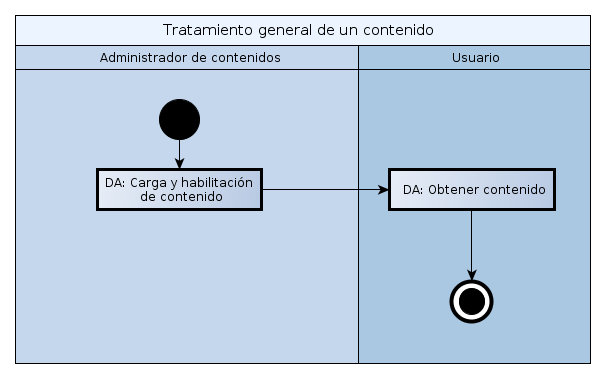 Tratamiento general de un contenido
Administrador de contenidos
Usuario
DA: Carga y habilitación
de contenido
DA: Obtener contenido